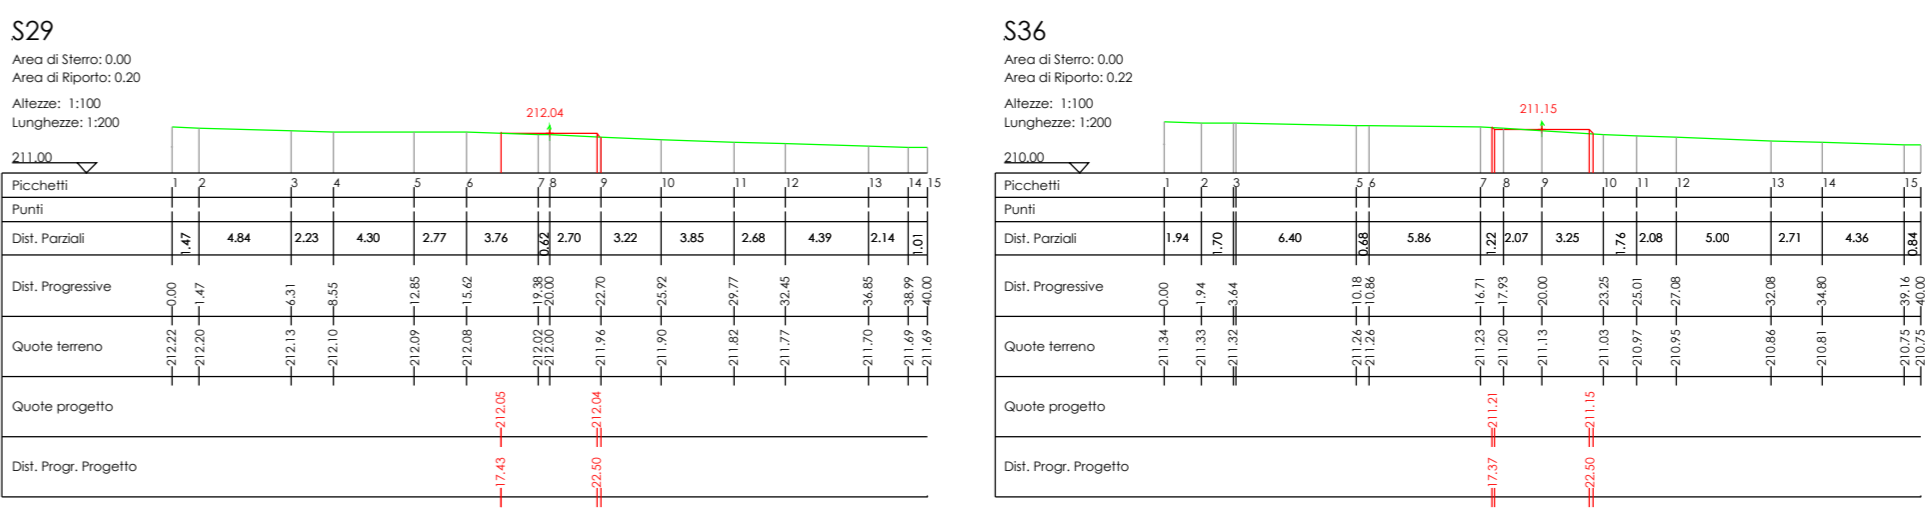 S29
Area di Sterro: 0.00
Area di Riporto: 0.20
Altezze: 1:100
Lunghezze: 1:200
212.04
211.00
Picchetti 1 2 3 4 5 6 7 8 9 10 11 12 13 14 15
Punti
Dist. Parziali 1.47 4.84 2.23 4.30 2.77 3.76 0.62 2.70 3.22 3.85 2.68 4.39 2.14 1.01
Dist. Progressive 0.00 1.47 6.31 8.55 12.85 15.62 19.38 20.00 22.70 25.92 29.77 32.45 36.85 38.99 40.00
Quote terreno 212.22 212.20 212.13 212.10 212.09 212.08 212.02 212.00 211.96 211.90 211.82 211.77 211.70 211.69 211.69
Quote progetto 212.05 212.04
Dist. Progr. Progetto 17.43 22.50
S36
Area di Sterro: 0.00
Area di Riporto: 0.22
Altezze: 1:100
Lunghezze: 1:200
211.15
210.00
Picchetti 1 2 3 5 6 7 8 9 10 11 12 13 14 15
Punti
Dist. Parziali 1.94 1.70 6.40 0.68 5.86 1.22 2.07 3.25 1.76 2.08 5.00 2.71 4.36 0.84
Dist. Progressive 0.00 1.94 3.64 10.18 10.86 16.71 17.93 20.00 23.25 25.01 27.08 32.08 34.80 39.16 40.00
Quote terreno 211.34 211.33 211.32 211.26 211.26 211.23 211.20 211.13 211.03 210.97 210.95 210.86 210.81 210.75 210.75
Quote progetto 211.21 211.15
Dist. Progr. Progetto 17.37 22.50